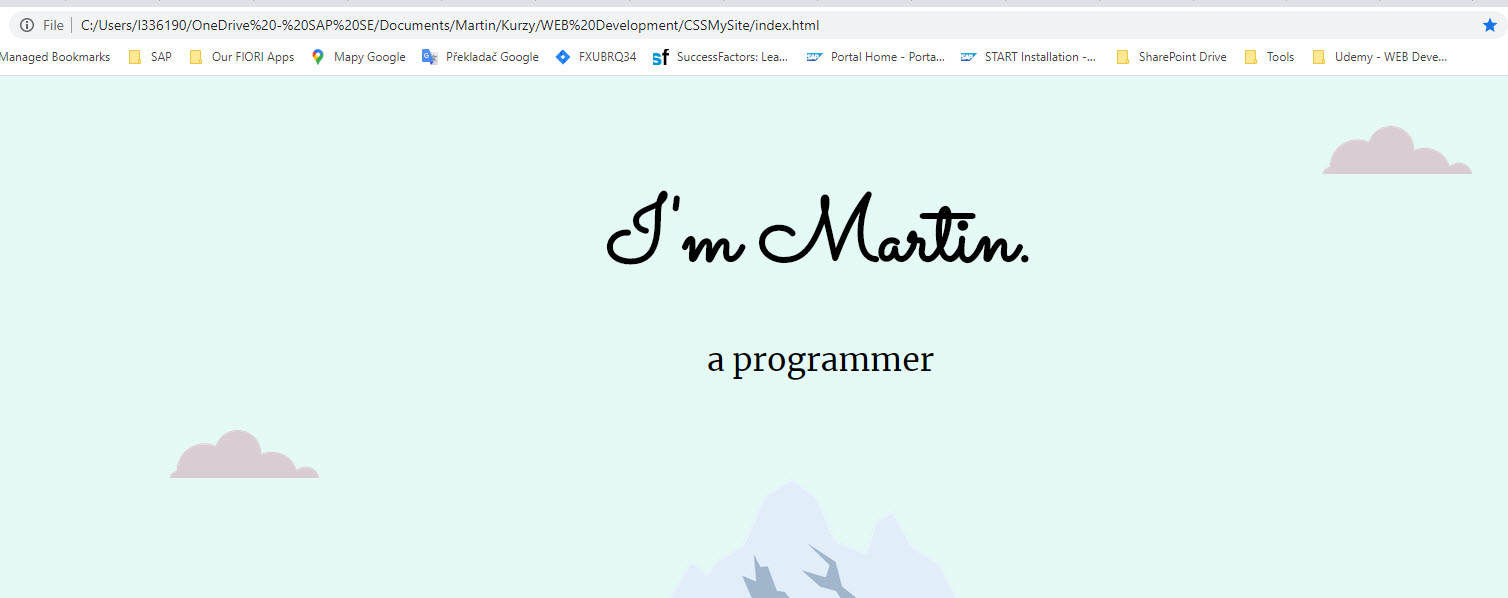 File C:/Users/I336190/OneDrive%20-%20SAP%20SE/Documents/Martin/Kurzy/WEB%20Development/CSSMySite/index.html
Managed Bookmarks SAP Our FIORI Apps Mapy Google Překladač Google FXUBRQ34 SuccessFactors: Lea... Portal Home - Porta... START Installation -... SharePoint Drive Tools Udemy - WEB Deve...
I'm Martin.
a programmer